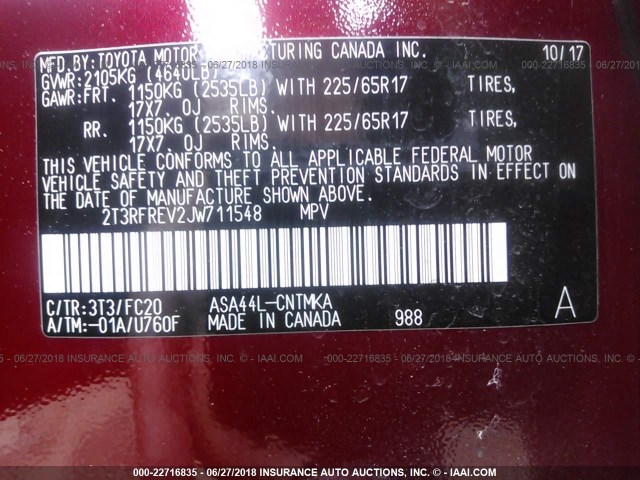 MFD.BY:TOYOTA MOTOR MANUFACTURING CANADA INC. 10/17
GVWR:2105KG (4640LB)
GAWR:FRT. 1150KG (2535LB) WITH 225/65R17 TIRES,
17X7.0J RIMS.
RR. 1150KG (2535LB) WITH 225/65R17 TIRES,
17X7.0J RIMS.
THIS VEHICLE CONFORMS TO ALL APPLICABLE FEDERAL MOTOR
VEHICLE SAFETY AND THEFT PREVENTION STANDARDS IN EFFECT ON
THE DATE OF MANUFACTURE SHOWN ABOVE.
2T3RFREV2JW711548 MPV
C/TR:3T3/FC20 ASA44L-CNTMKA A
A/TM:-01A/U760F MADE IN CANADA 988
000-22716835 - 06/27/2018 INSURANCE AUTO AUCTIONS - © - IAAI.COM